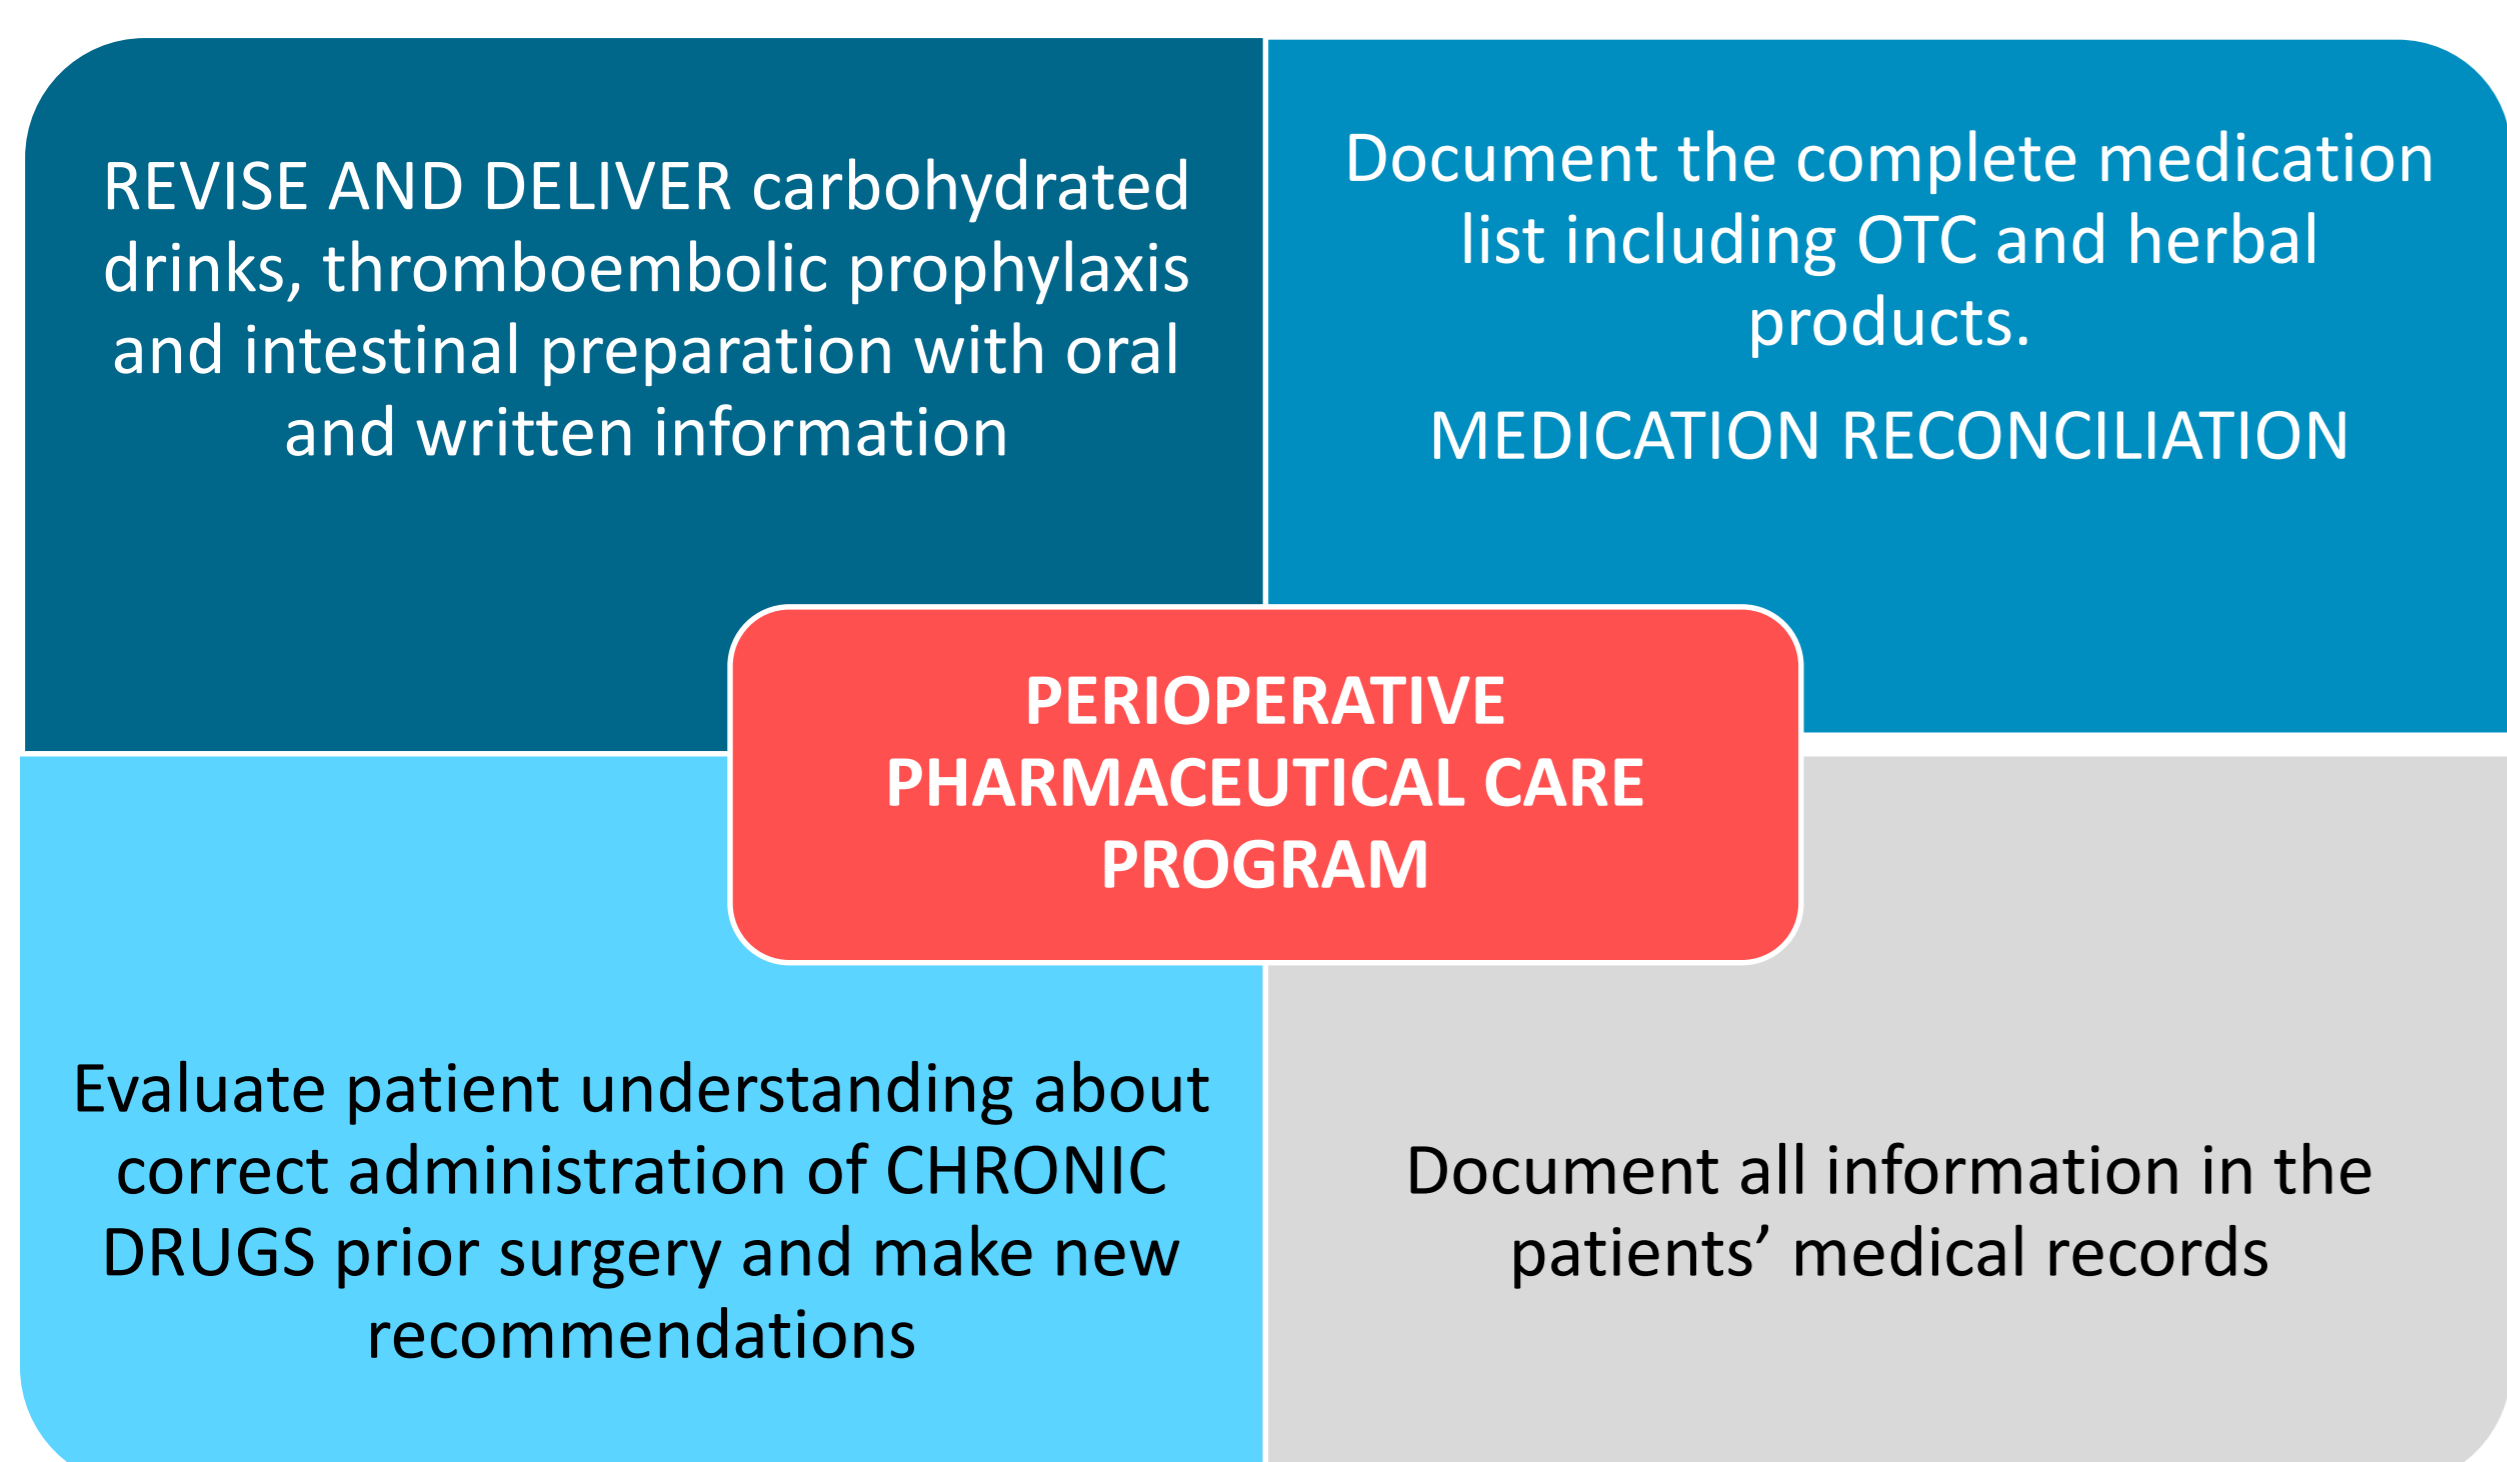 REVISE AND DELIVER carbohydrated
drinks, thromboembolic prophylaxis
and intestinal preparation with oral
and written information
Document the complete medication
list including OTC and herbal
products.
MEDICATION RECONCILIATION
PERIOPERATIVE
PHARMACEUTICAL CARE
PROGRAM
Evaluate patient understanding about
correct administration of CHRONIC
DRUGS prior surgery and make new
recommendations
Document all information in the
patients’ medical records